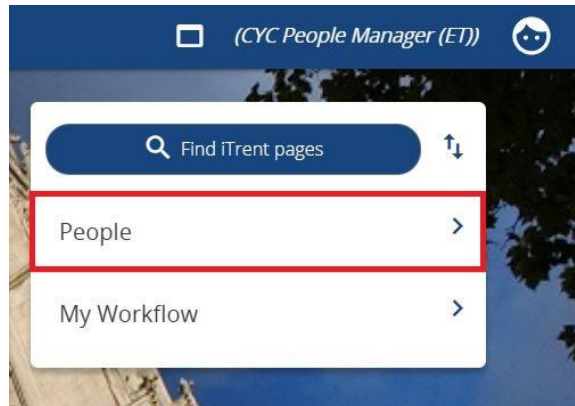 (CYC People Manager (ET))
Find iTrent pages
People
My Workflow